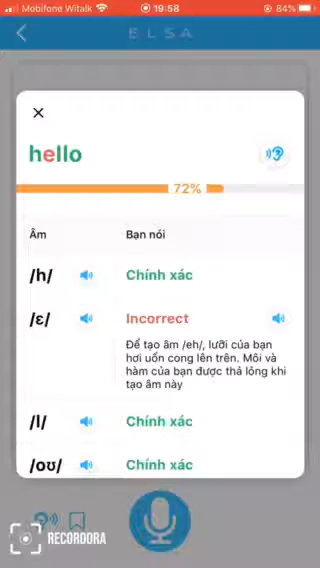 Mobifone Witalk 19:58 84%
ELSA
hello
72%
Âm Bạn nói
/h/ Chính xác
/ɛ/ Incorrect
Để tạo âm /eh/, lưỡi của bạn
hơi uốn cong lên trên. Môi và
hàm của bạn được thả lỏng khi
tạo âm này
/l/ Chính xác
/oʊ/ Chính xác
RECORDORA